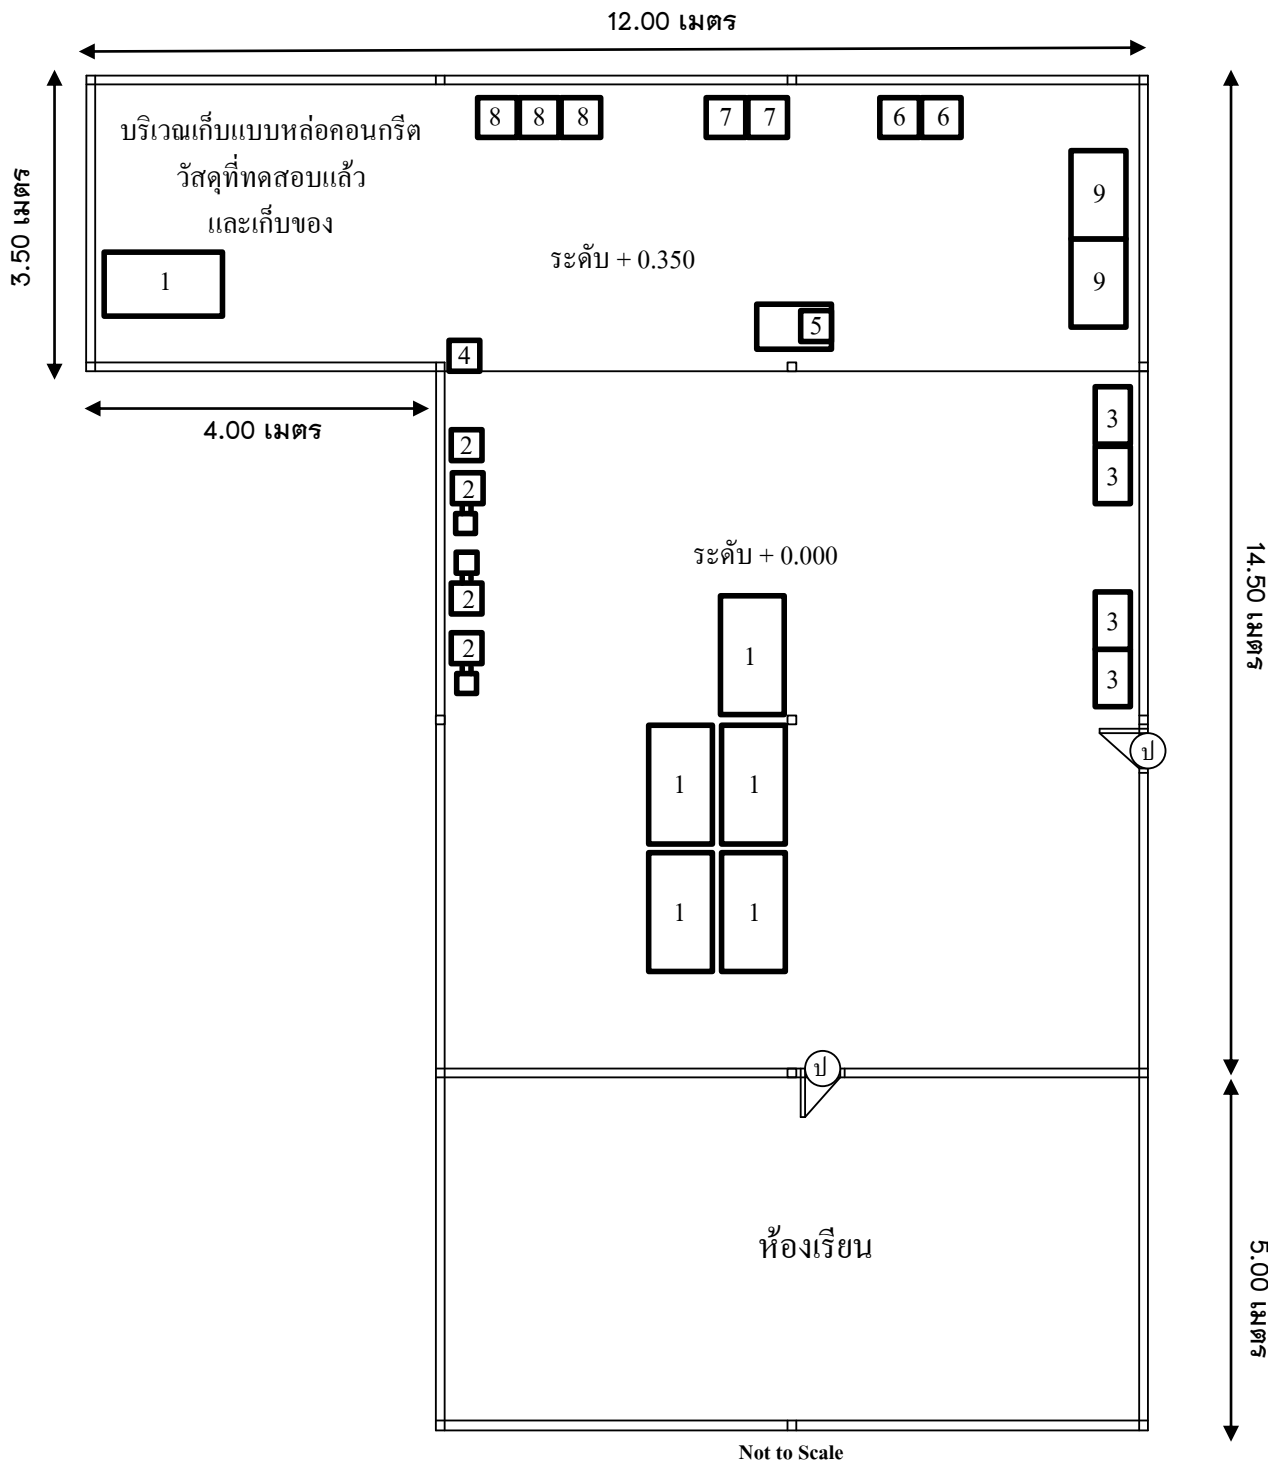 12.00 เมตร
8 8 8 7 7 6 6
บริเวณเก็บแบบหล่อคอนกรีต
วัสดุที่ทดสอบแล้ว
และเก็บของ
9
3.50 เมตร
ระดับ + 0.350
1
9
5
4
4.00 เมตร
3
2
3
2
ระดับ + 0.000
14.50 เมตร
2
3
2
1
3
ป
1 1
1 1
ป
ห้องเรียน
5.00 เมตร
Not to Scale